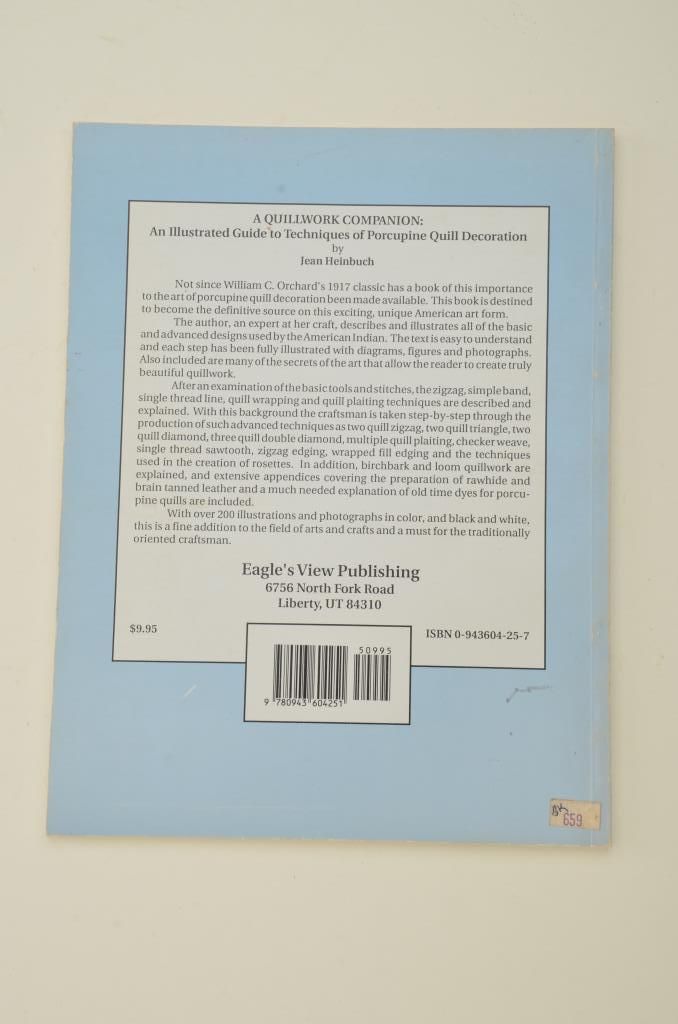 A QUILLWORK COMPANION:
An Illustrated Guide to Techniques of Porcupine Quill Decoration
by
Jean Heinbuch
Not since William C. Orchard's 1917 classic has a book of this importance
to the art of porcupine quill decoration been made available. This book is destined
to become the definitive source on this exciting, unique American art form.
The author, an expert at her craft, describes and illustrates all of the basic
and advanced designs used by the American Indian. The text is easy to understand
and each step has been fully illustrated with diagrams, figures and photographs.
Also included are many of the secrets of the art that allow the reader to create truly
beautiful quillwork.
After an examination of the basic tools and stitches, the zigzag, simple band,
single thread line, quill wrapping and quill plaiting techniques are described and
explained. With this background the craftsman is taken step-by-step through the
production of such advanced techniques as two quill zigzag, two quill triangle, two
quill diamond, three quill double diamond, multiple quill plaiting, checker weave,
single thread sawtooth, zigzag edging, wrapped fill edging and the techniques
used in the creation of rosettes. In addition, birchbark and loom quillwork are
explained, and extensive appendices covering the preparation of rawhide and
brain tanned leather and a much needed explanation of old time dyes for porcu-
pine quills are included.
With over 200 illustrations and photographs in color, and black and white,
this is a fine addition to the field of arts and crafts and a must for the traditionally
oriented craftsman.
Eagle's View Publishing
6756 North Fork Road
Liberty, UT 84310
$9.95
ISBN 0-943604-25-7
50995
9 780943 604251
659